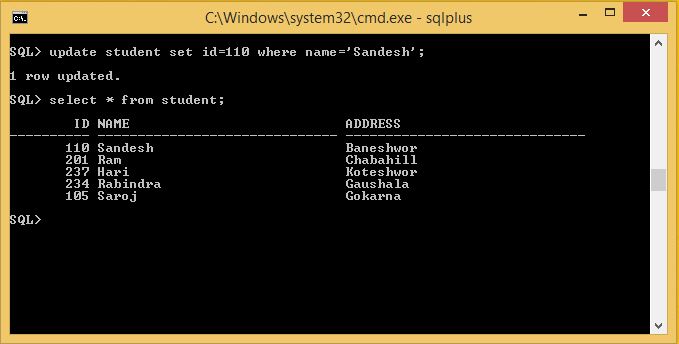 C:\Windows\system32\cmd.exe - sqlplus
SQL> update student set id=110 where name='Sandesh';
1 row updated.
SQL> select * from student;
ID NAME ADDRESS
---------- ------------------------------ ------------------------------
110 Sandesh Baneshwor
201 Ram Chabahill
237 Hari Koteshwor
234 Rabindra Gaushala
105 Saroj Gokarna
SQL>